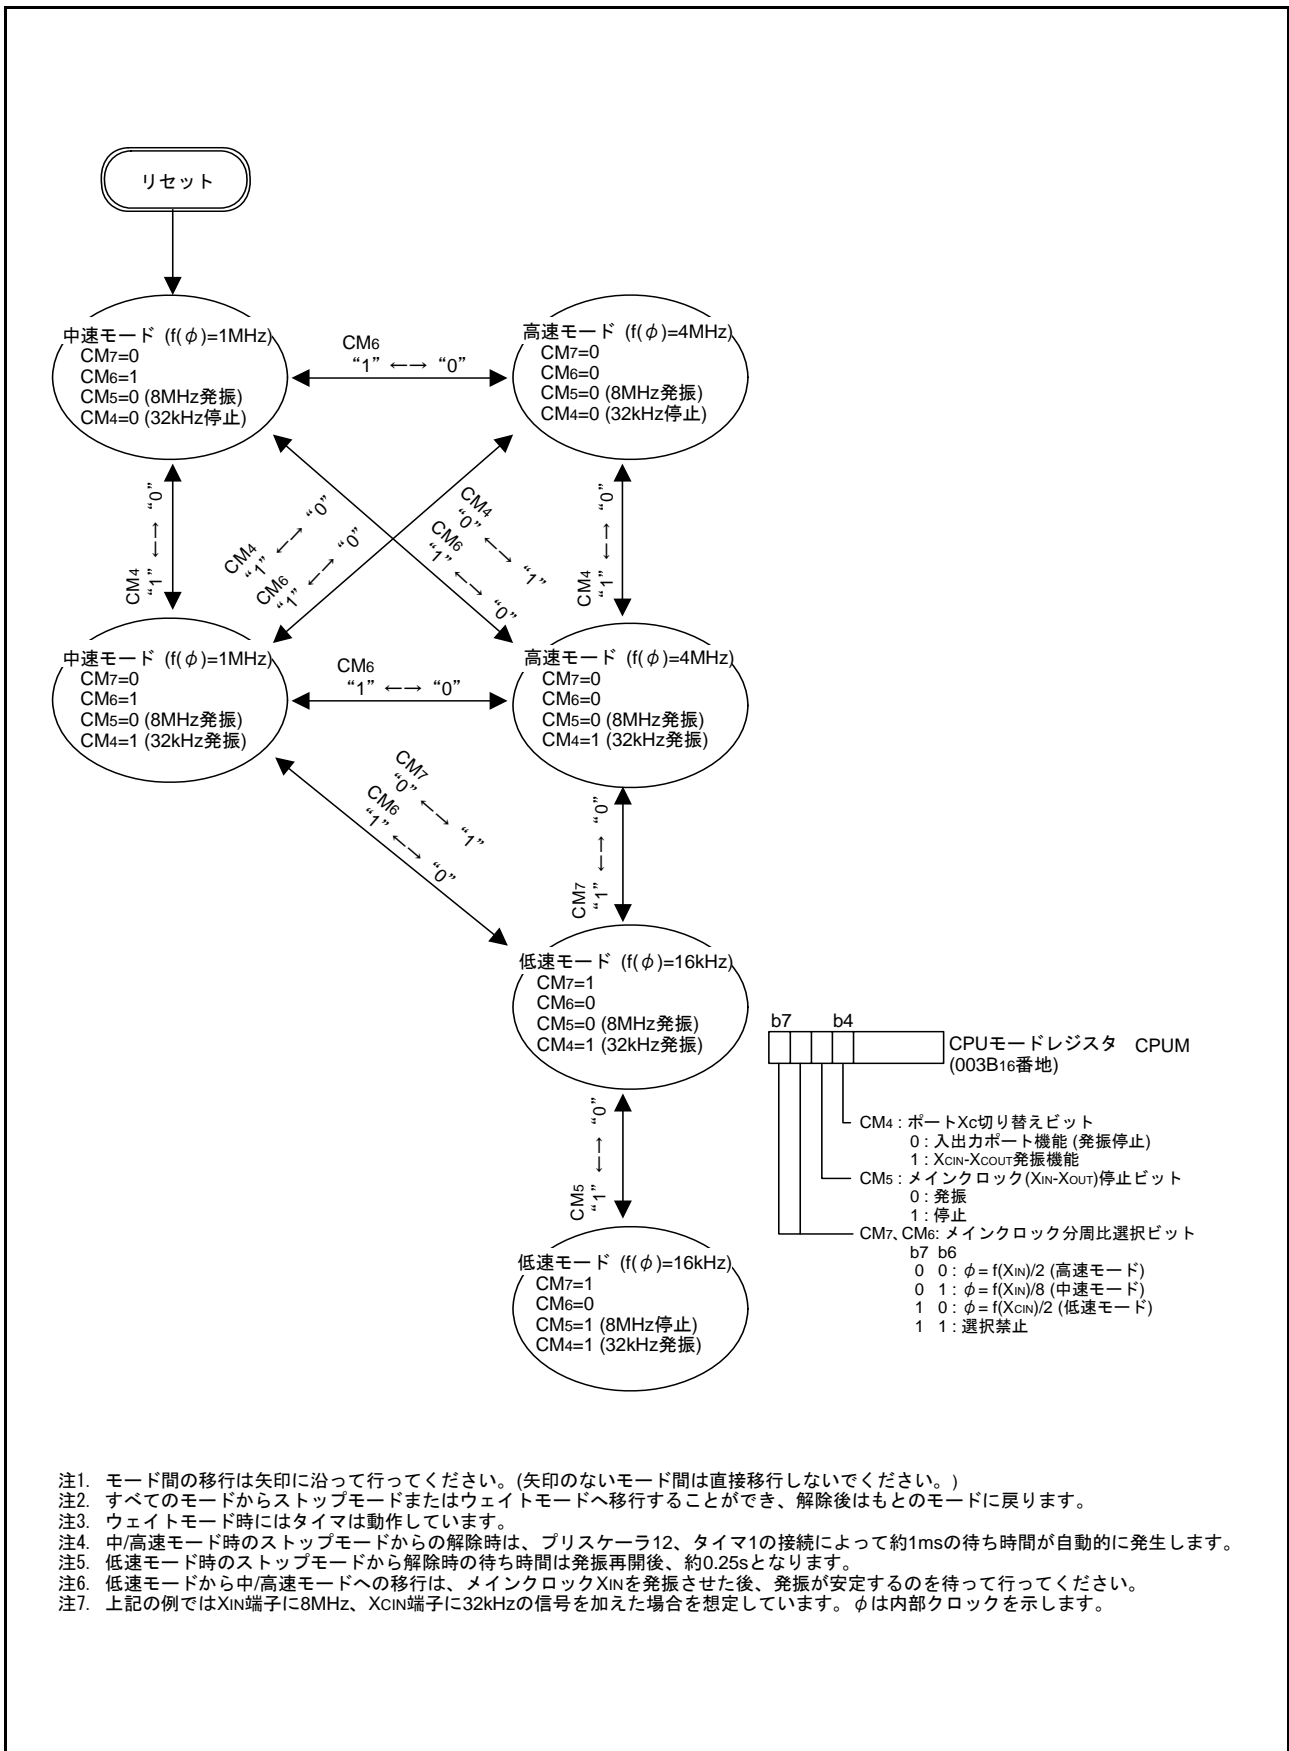 リセット
中速モード (f(φ)=1MHz)
CM7=0
CM6=1
CM5=0 (8MHz発振)
CM4=0 (32kHz停止)
CM6
“1” ←→ “0”
高速モード (f(φ)=4MHz)
CM7=0
CM6=0
CM5=0 (8MHz発振)
CM4=0 (32kHz停止)
CM4
“1” ←→ “0”
CM4
“1” ←→ “0”
CM6
“1” ←→ “0”
CM4
“0” ←→ “1”
CM6
“1” ←→ “0”
CM4
“1” ←→ “0”
中速モード (f(φ)=1MHz)
CM7=0
CM6=1
CM5=0 (8MHz発振)
CM4=1 (32kHz発振)
CM6
“1” ←→ “0”
高速モード (f(φ)=4MHz)
CM7=0
CM6=0
CM5=0 (8MHz発振)
CM4=1 (32kHz発振)
CM7
“0” ←→ “1”
CM6
“1” ←→ “0”
CM7
“1” ←→ “0”
低速モード (f(φ)=16kHz)
CM7=1
CM6=0
CM5=0 (8MHz発振)
CM4=1 (32kHz発振)
CM5
“1” ←→ “0”
低速モード (f(φ)=16kHz)
CM7=1
CM6=0
CM5=1 (8MHz停止)
CM4=1 (32kHz発振)
b7 b4
CPUモードレジスタ CPUM
(003B16番地)
CM4 : ポートXc切り替えビット
0 : 入出力ポート機能 (発振停止)
1 : XCIN-XCOUT発振機能
CM5 : メインクロック(XIN-XOUT)停止ビット
0 : 発振
1 : 停止
CM7、CM6: メインクロック分周比選択ビット
b7 b6
0 0 : φ= f(XIN)/2 (高速モード)
0 1 : φ= f(XIN)/8 (中速モード)
1 0 : φ= f(XCIN)/2 (低速モード)
1 1 : 選択禁止
注1. モード間の移行は矢印に沿って行ってください。(矢印のないモード間は直接移行しないでください。)
注2. すべてのモードからストップモードまたはウェイトモードへ移行することができ、解除後はもとのモードに戻ります。
注3. ウェイトモード時にはタイマは動作しています。
注4. 中/高速モード時のストップモードからの解除時は、プリスケーラ12、タイマ1の接続によって約1msの待ち時間が自動的に発生します。
注5. 低速モード時のストップモードから解除時の待ち時間は発振再開後、約0.25sとなります。
注6. 低速モードから中/高速モードへの移行は、メインクロックXINを発振させた後、発振が安定するのを待って行ってください。
注7. 上記の例ではXIN端子に8MHz、XCIN端子に32kHzの信号を加えた場合を想定しています。φは内部クロックを示します。